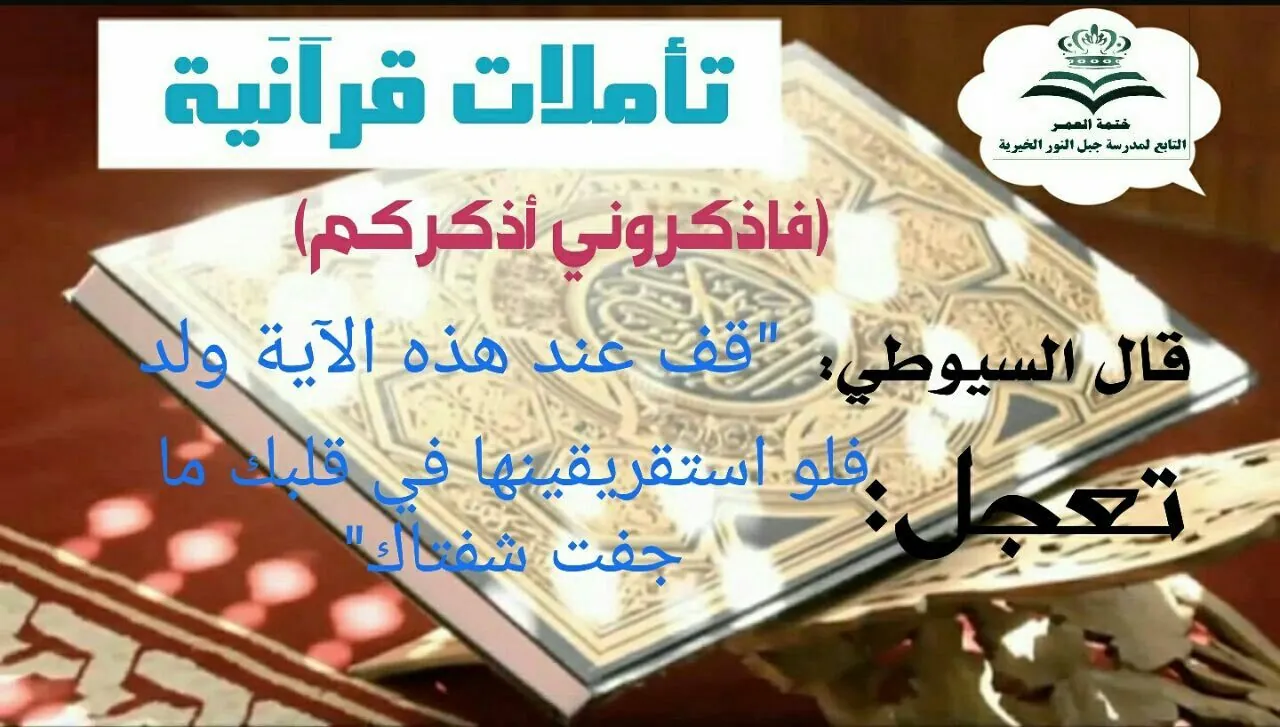 تأملات قرآنية
ختمة العمر
التابع لمدرسة جبل النور الخيرية
(فاذكروني أذكركم)
قال السيوطي: "قف عند هذه الآية ولد
تعجل: فلو استقريقينها في قلبك ما
جفت شفتاك"